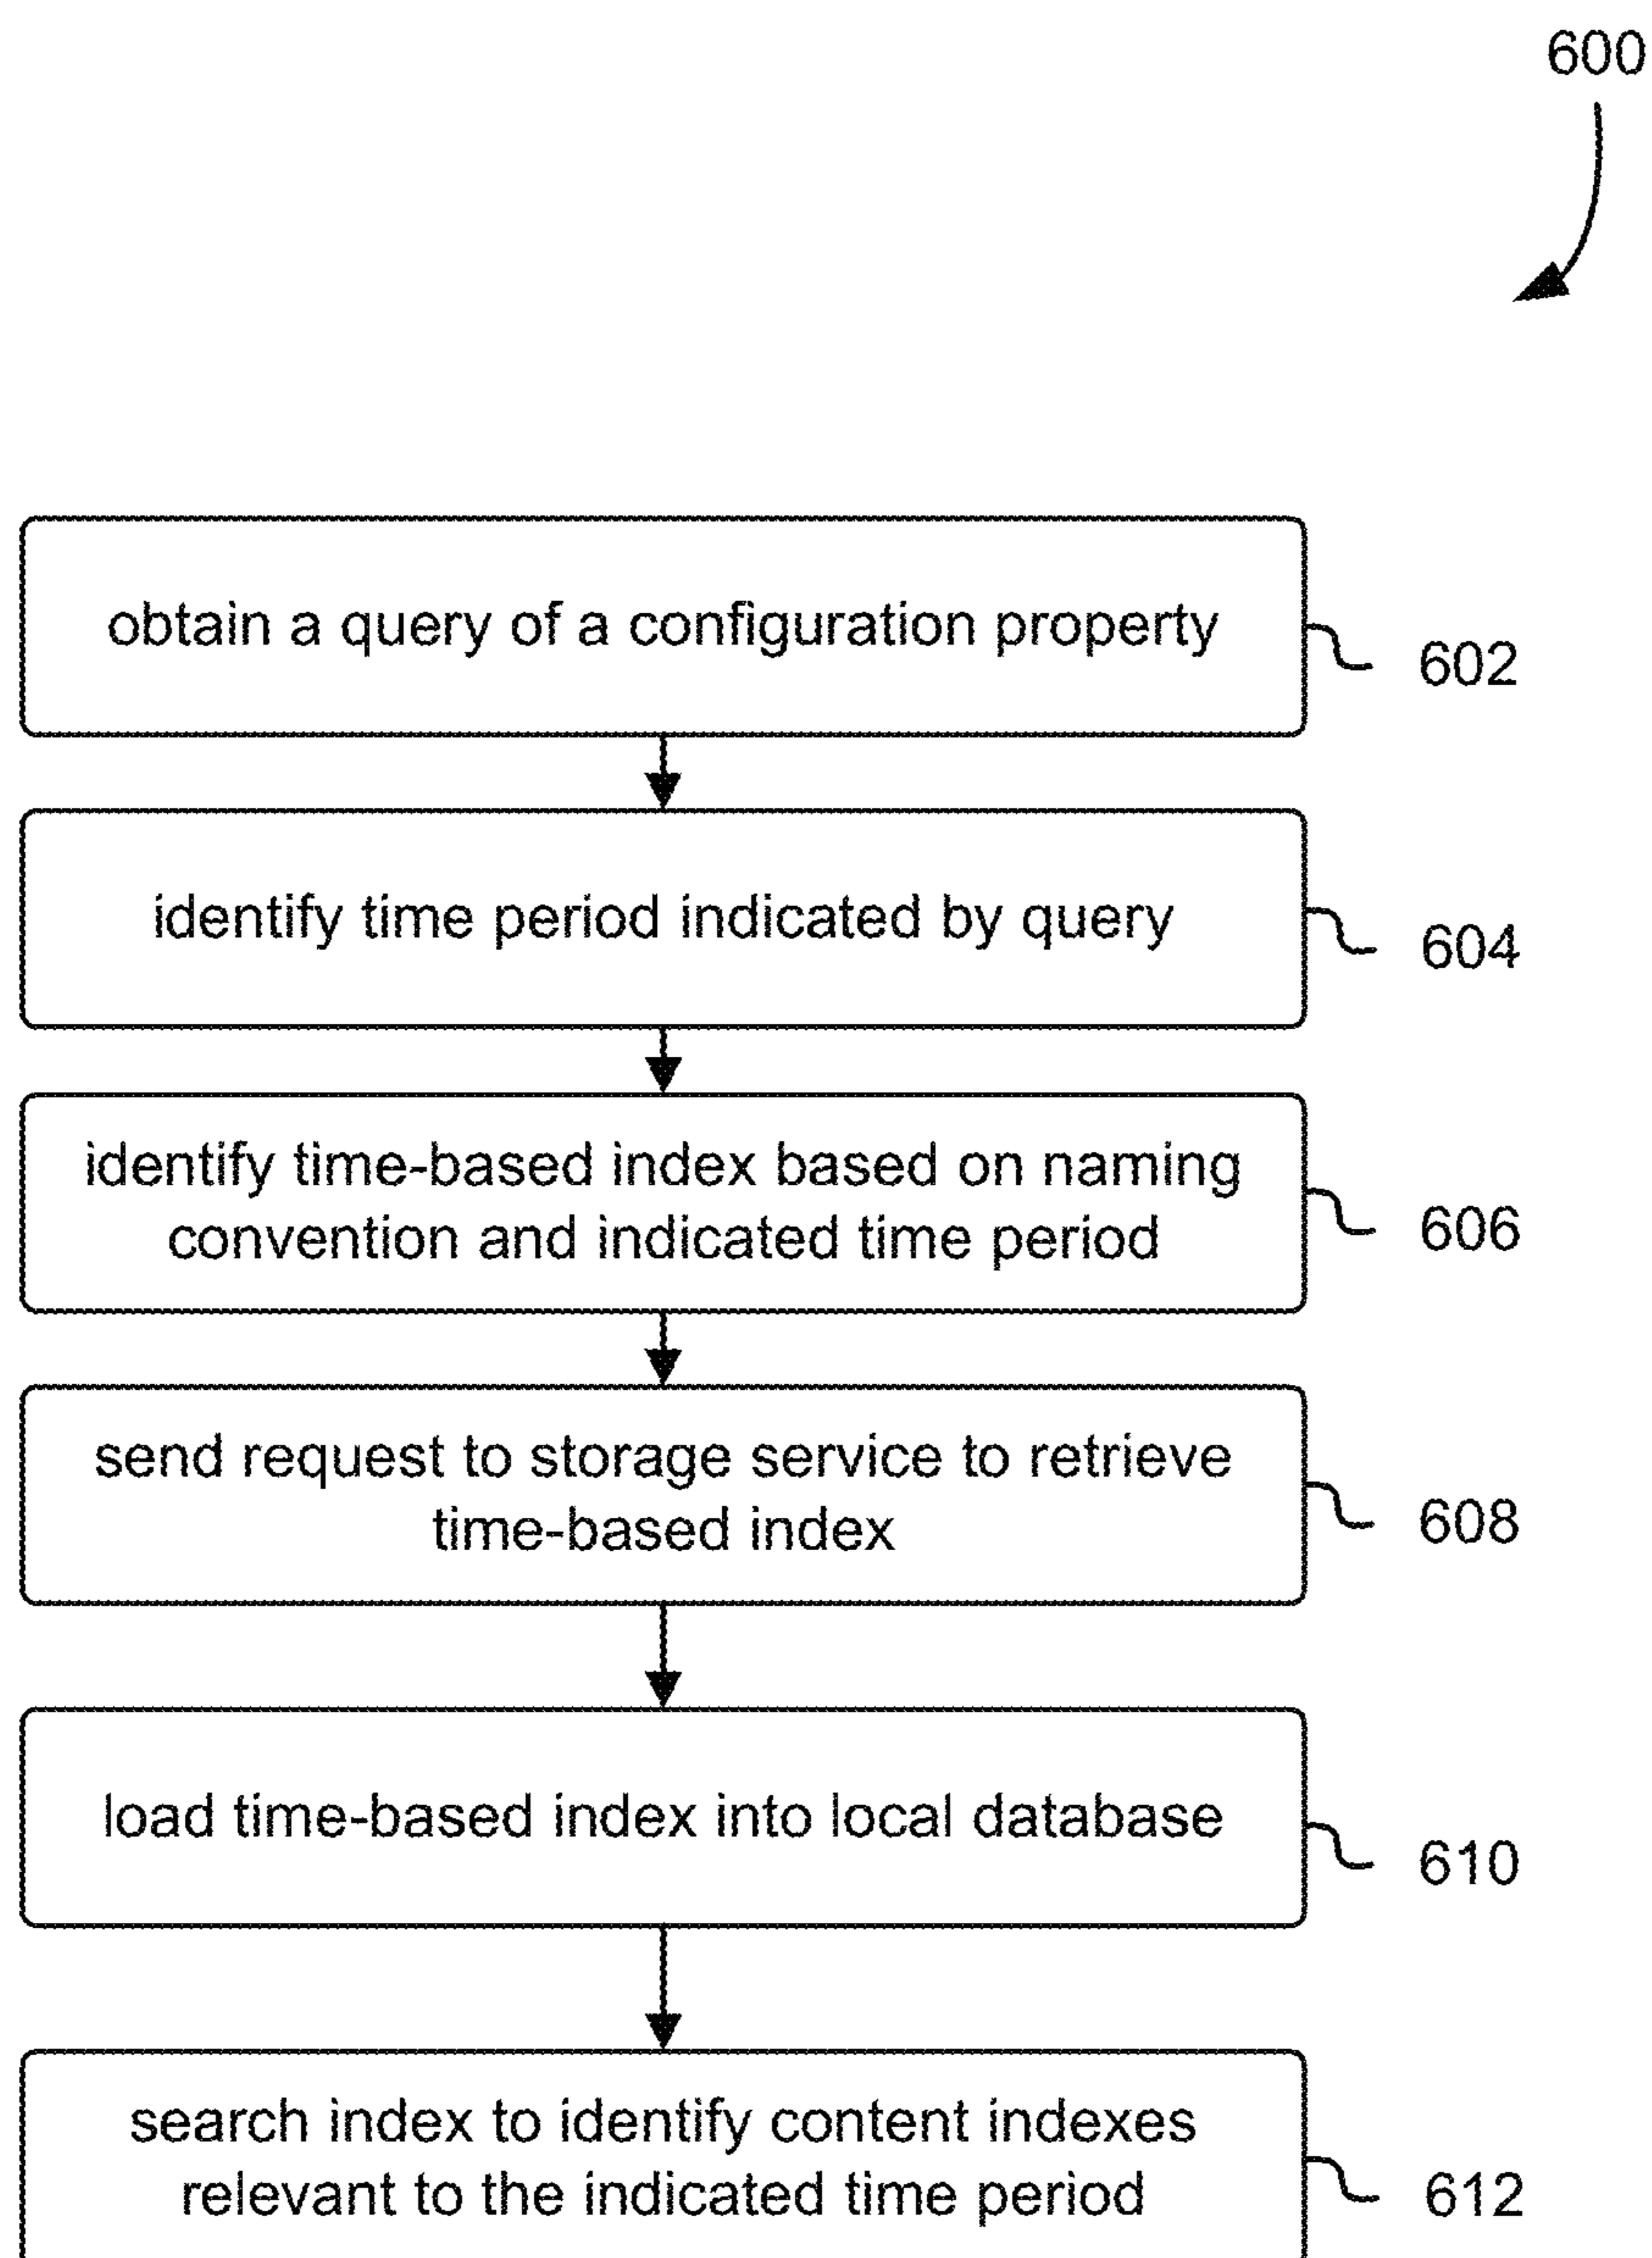 600
obtain a query of a configuration property
602
identify time period indicated by query
604
identify time-based index based on naming
convention and indicated time period
606
send request to storage service to retrieve
time-based index
608
load time-based index into local database
610
search index to identify content indexes
relevant to the indicated time period
612